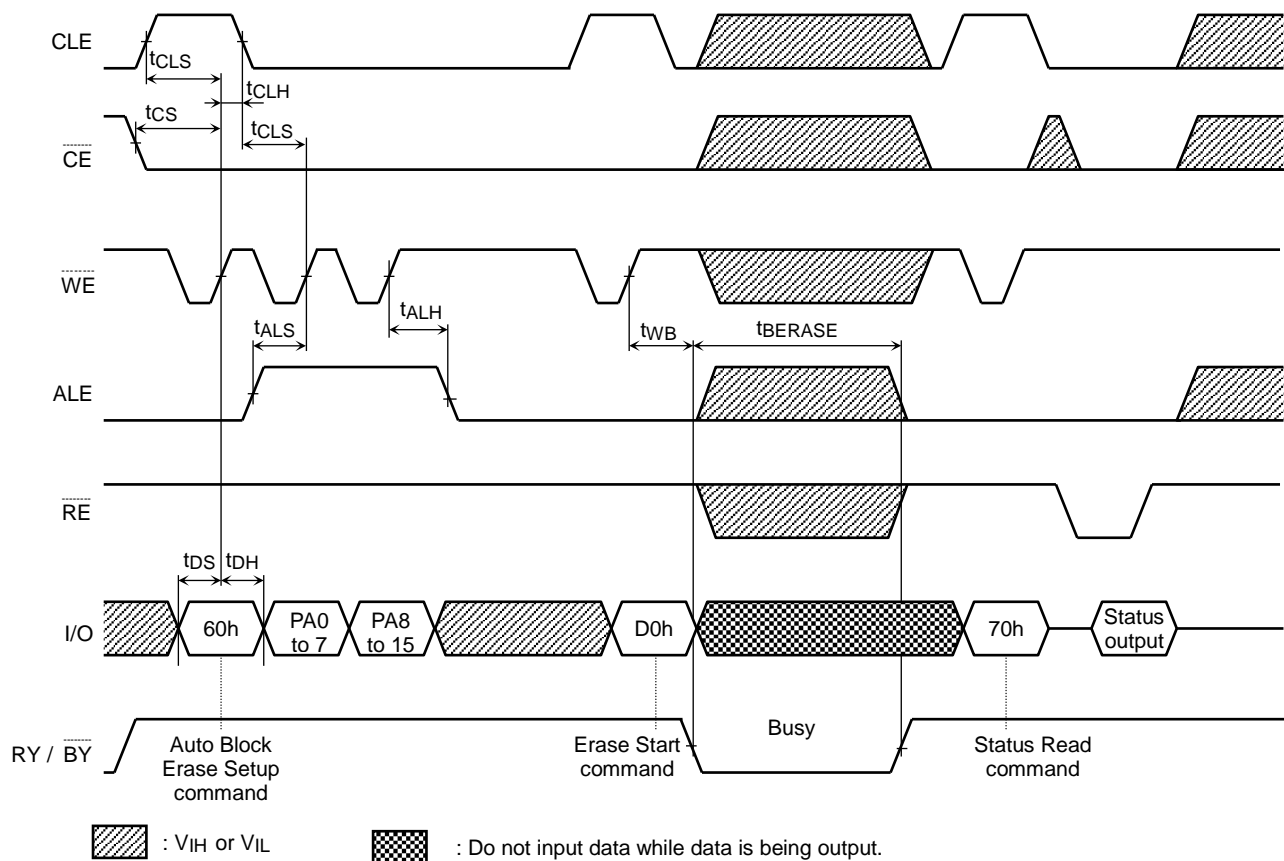 CLE
tCLS
tCLH
tCS
tCLS
CE
WE
tALS
tALH
tWB
tBERASE
ALE
RE
tDS
tDH
I/O
60h
PA0
to 7
PA8
to 15
D0h
70h
Status
output
RY / BY
Busy
Auto Block
Erase Setup
command
Erase Start
command
Status Read
command
: VIH or VIL
: Do not input data while data is being output.